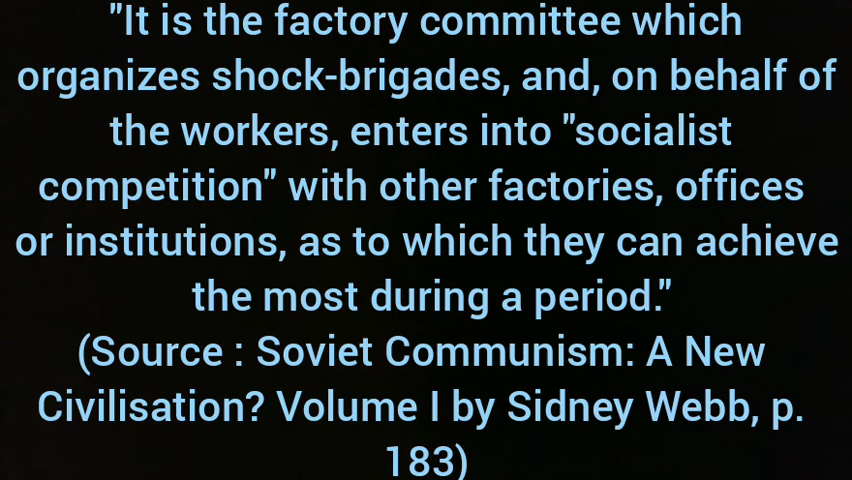 "It is the factory committee which
organizes shock-brigades, and, on behalf of
the workers, enters into "socialist
competition" with other factories, offices
or institutions, as to which they can achieve
the most during a period."
(Source : Soviet Communism: A New
Civilisation? Volume I by Sidney Webb, p.
183)